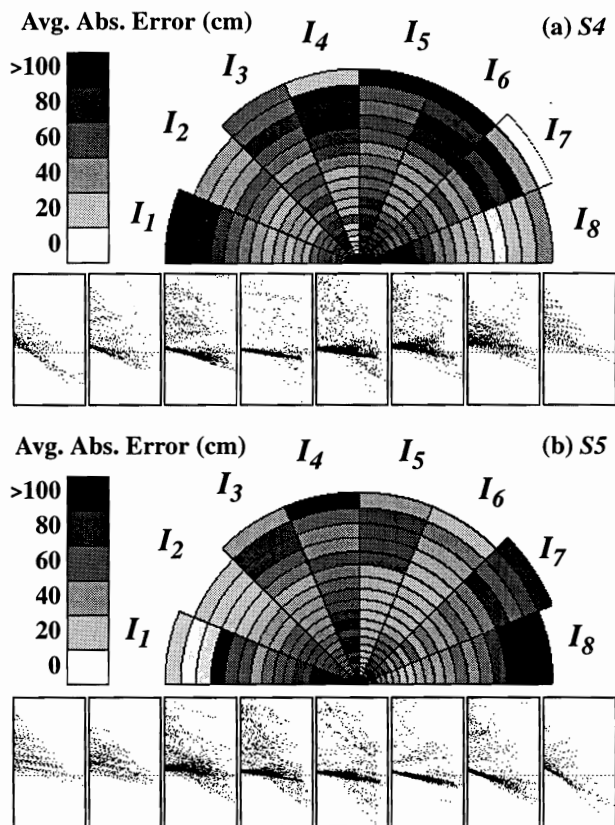 Avg. Abs. Error (cm)
(a) S4
>100
80
60
40
20
0
I1
I2
I3
I4
I5
I6
I7
I8
Avg. Abs. Error (cm)
(b) S5
>100
80
60
40
20
0
I1
I2
I3
I4
I5
I6
I7
I8